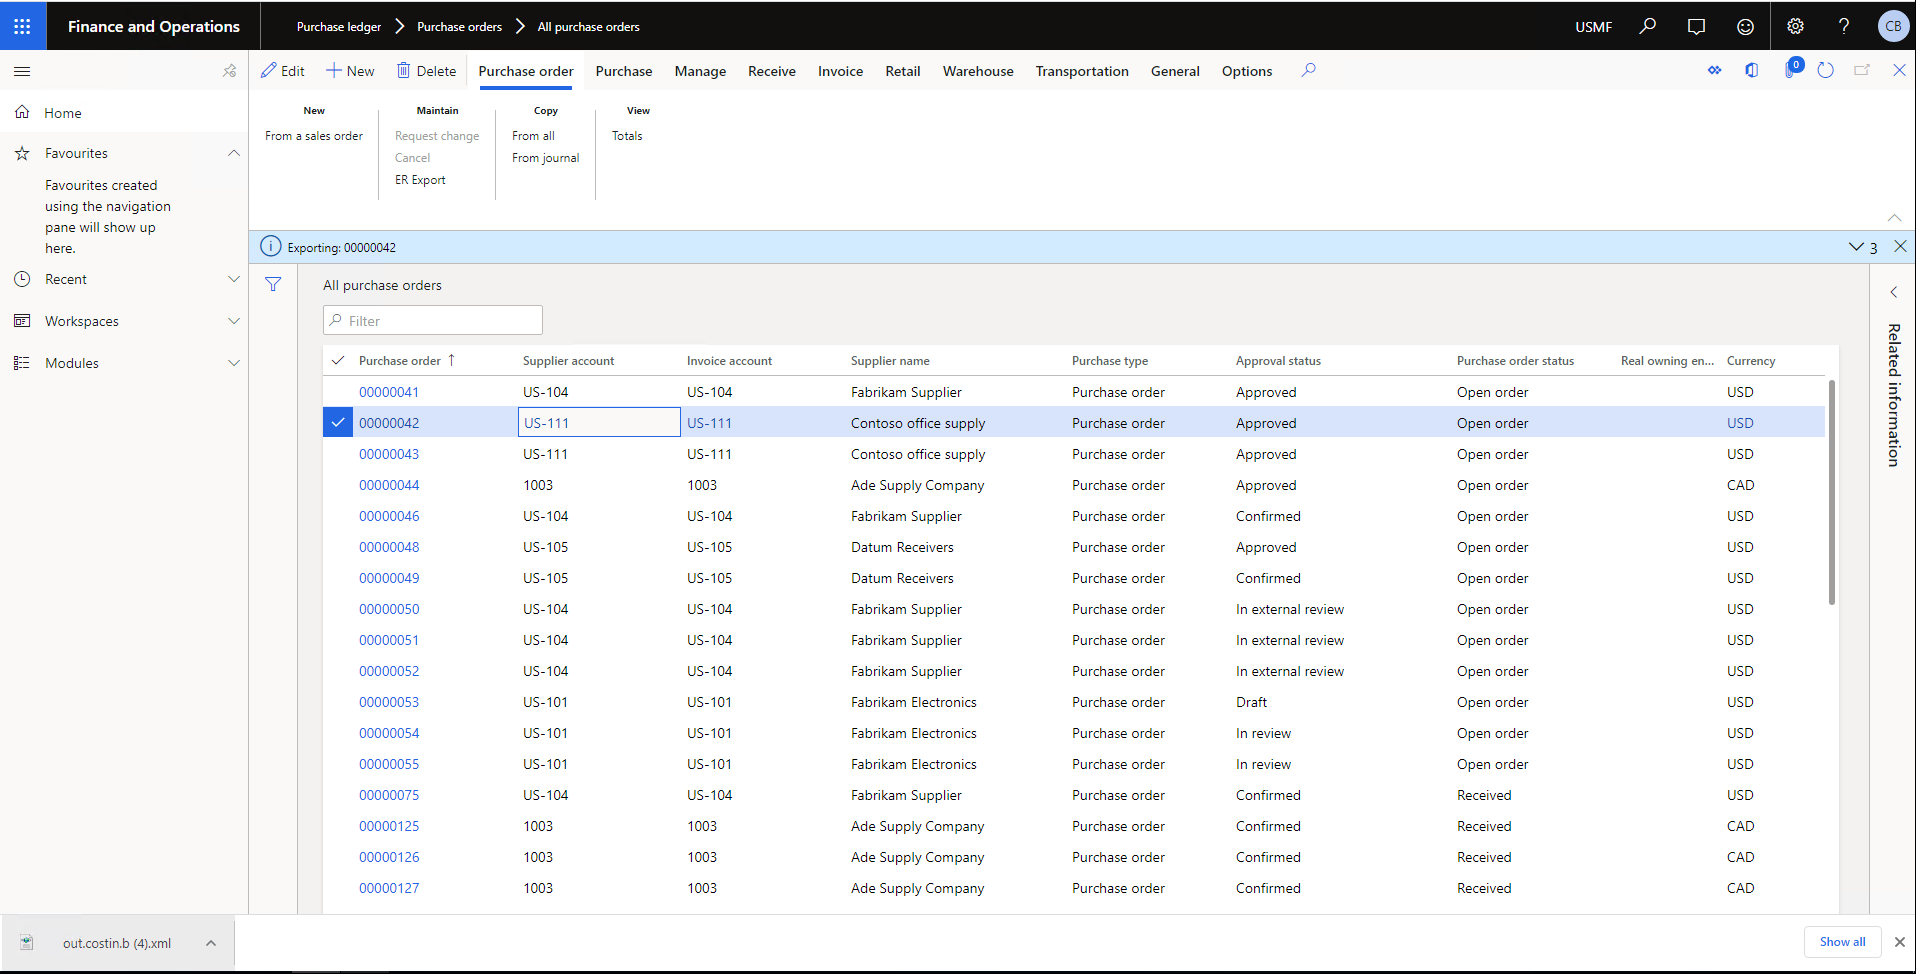 Finance and Operations
Purchase ledger
Purchase orders
All purchase orders
USMF
?
CB
Edit
New
Delete
Purchase order
Purchase
Manage
Receive
Invoice
Retail
Warehouse
Transportation
General
Options
0
Home
Favourites
Favourites created
using the navigation
pane will show up
here.
Recent
Workspaces
Modules
New
From a sales order
Maintain
Request change
Cancel
ER Export
Copy
From all
From journal
View
Totals
Exporting: 00000042
3
All purchase orders
Filter
Related information
Purchase order Supplier account Invoice account Supplier name Purchase type Approval status Purchase order status Real owning en... Currency
00000041 US-104 US-104 Fabrikam Supplier Purchase order Approved Open order USD
00000042 US-111 US-111 Contoso office supply Purchase order Approved Open order USD
00000043 US-111 US-111 Contoso office supply Purchase order Approved Open order USD
00000044 1003 1003 Ade Supply Company Purchase order Approved Open order CAD
00000046 US-104 US-104 Fabrikam Supplier Purchase order Confirmed Open order USD
00000048 US-105 US-105 Datum Receivers Purchase order Approved Open order USD
00000049 US-105 US-105 Datum Receivers Purchase order Confirmed Open order USD
00000050 US-104 US-104 Fabrikam Supplier Purchase order In external review Open order USD
00000051 US-104 US-104 Fabrikam Supplier Purchase order In external review Open order USD
00000052 US-104 US-104 Fabrikam Supplier Purchase order In external review Open order USD
00000053 US-101 US-101 Fabrikam Electronics Purchase order Draft Open order USD
00000054 US-101 US-101 Fabrikam Electronics Purchase order In review Open order USD
00000055 US-101 US-101 Fabrikam Electronics Purchase order In review Open order USD
00000075 US-104 US-104 Fabrikam Supplier Purchase order Confirmed Received USD
00000125 1003 1003 Ade Supply Company Purchase order Confirmed Received CAD
00000126 1003 1003 Ade Supply Company Purchase order Confirmed Received CAD
00000127 1003 1003 Ade Supply Company Purchase order Confirmed Received CAD
out.costin.b (4).xml
Show all